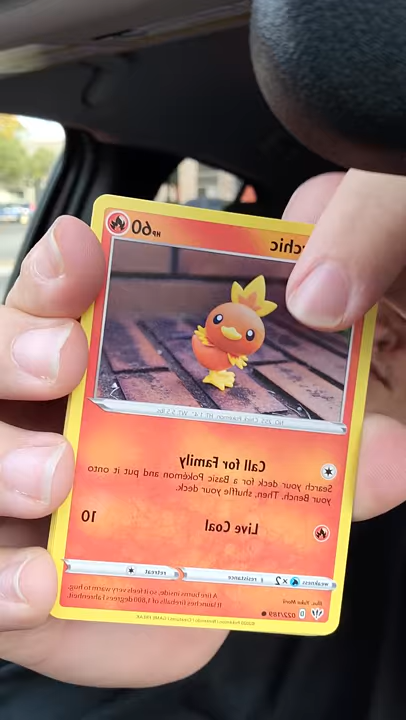 rchic
HP 60
NO. 255 Chick Pokémon HT: 1'4" WT: 5.5 lbs.
Call for Family
Search your deck for a Basic Pokémon and put it onto
your Bench. Then, shuffle your deck.
Live Coal 10
weakness ×2 resistance retreat
Illus. Yuka Morii
D 022/189
A fire burns inside, so it feels very warm to hug.
It launches fireballs of 1,800 degrees Fahrenheit.
©2020 Pokémon / Nintendo / Creatures / GAME FREAK